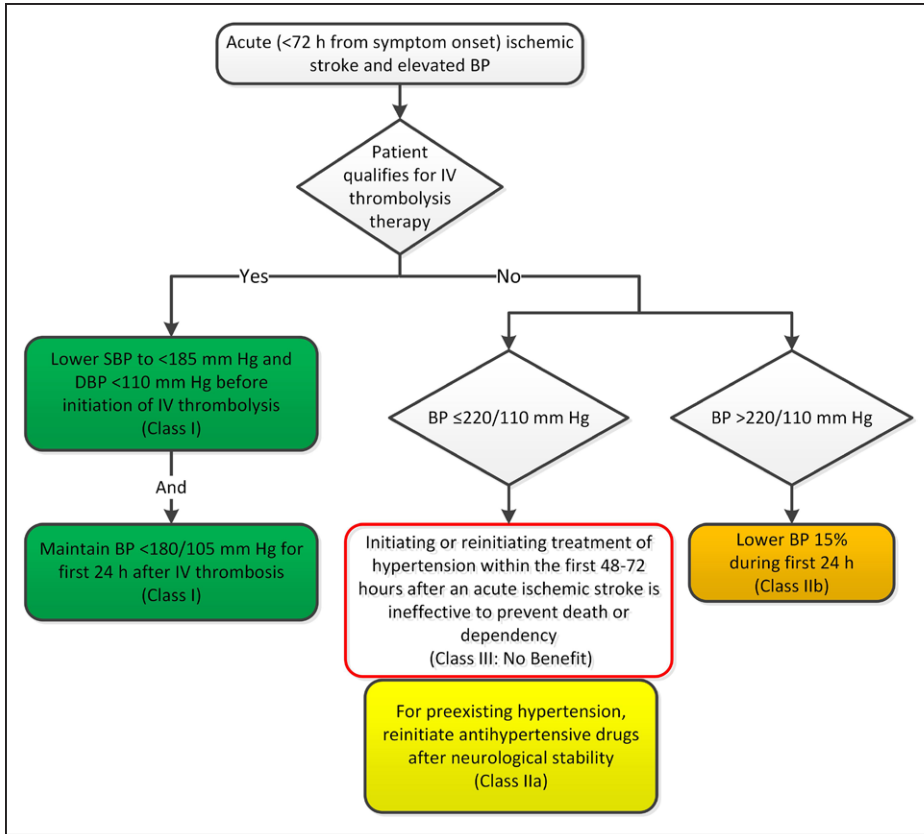 Acute (<72 h from symptom onset) ischemic
stroke and elevated BP
Patient
qualifies for IV
thrombolysis
therapy
Yes
No
Lower SBP to <185 mm Hg and
DBP <110 mm Hg before
initiation of IV thrombolysis
(Class I)
And
Maintain BP <180/105 mm Hg for
first 24 h after IV thrombosis
(Class I)
BP ≤220/110 mm Hg
Initiating or reinitiating treatment of
hypertension within the first 48-72
hours after an acute ischemic stroke is
ineffective to prevent death or
dependency
(Class III: No Benefit)
For preexisting hypertension,
reinitiate antihypertensive drugs
after neurological stability
(Class IIa)
BP >220/110 mm Hg
Lower BP 15%
during first 24 h
(Class IIb)